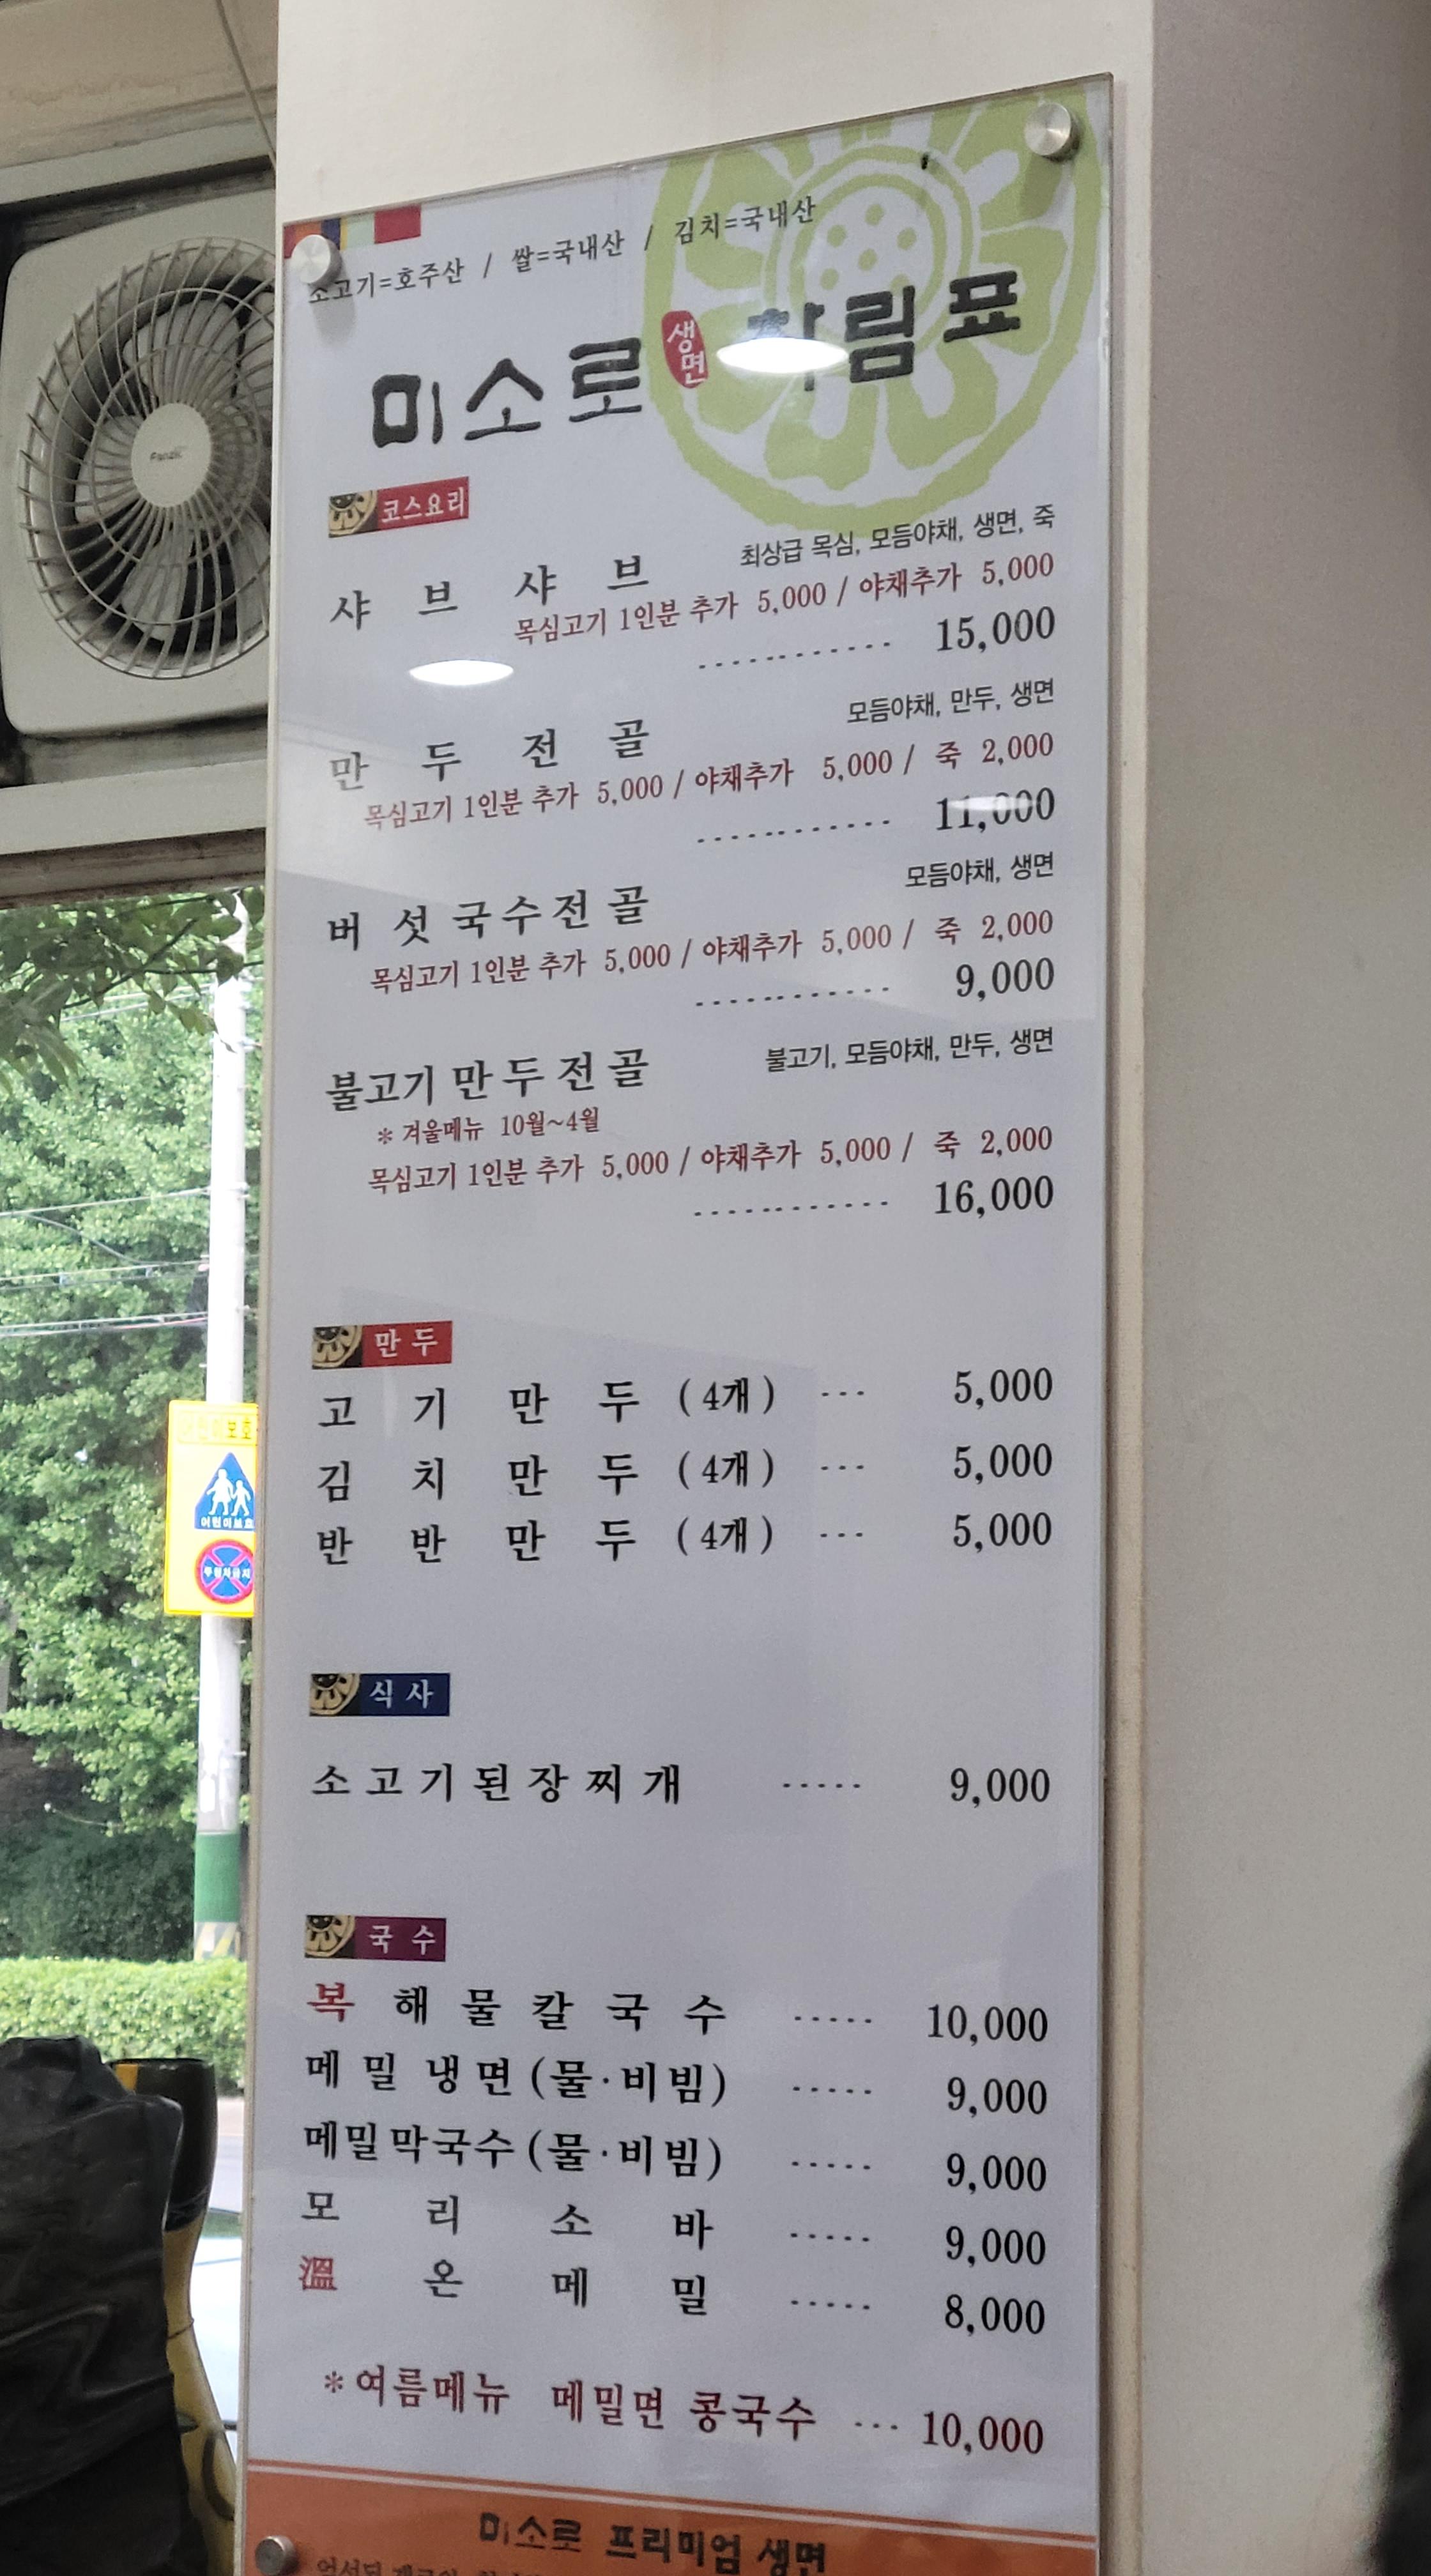 소고기=호주산 / 쌀=국내산 / 김치=국내산
미소로 생면 차림표
코스요리
샤브샤브 최상급 목심, 모듬야채, 생면, 죽
목심고기 1인분 추가 5,000 / 야채추가 5,000
············ 15,000
만두전골 모듬야채, 만두, 생면
목심고기 1인분 추가 5,000 / 야채추가 5,000 / 죽 2,000
············ 11,000
버섯국수전골 모듬야채, 생면
목심고기 1인분 추가 5,000 / 야채추가 5,000 / 죽 2,000
············ 9,000
불고기만두전골 불고기, 모듬야채, 만두, 생면
* 겨울메뉴 10월~4월
목심고기 1인분 추가 5,000 / 야채추가 5,000 / 죽 2,000
············ 16,000
만두
고기만두 (4개) ··· 5,000
김치만두 (4개) ··· 5,000
반반만두 (4개) ··· 5,000
식사
소고기된장찌개 ····· 9,000
국수
복해물칼국수 ····· 10,000
메밀냉면(물·비빔) ····· 9,000
메밀막국수(물·비빔) ····· 9,000
모리소바 ····· 9,000
溫온메밀 ····· 8,000
*여름메뉴 메밀면 콩국수 ··· 10,000
미소로 프리미엄 생면
어린이보호
주정차금지